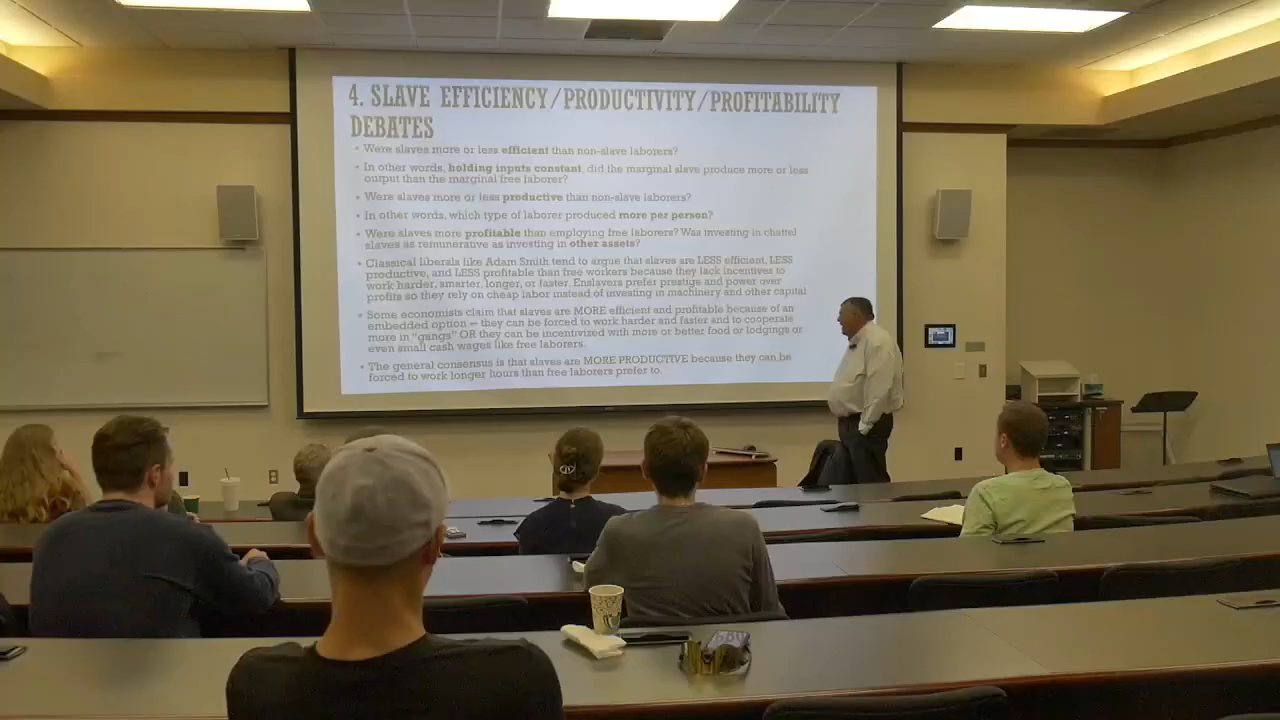 4. SLAVE EFFICIENCY/PRODUCTIVITY/PROFITABILITY
DEBATES
• Were slaves more or less efficient than non-slave laborers?
• In other words, holding inputs constant, did the marginal slave produce more or less
output than the marginal free laborer?
• Were slaves more or less productive than non-slave laborers?
• In other words, which type of laborer produced more per person?
• Were slaves more profitable than employing free laborers? Was investing in chattel
slaves as remunerative as investing in other assets?
• Classical liberals like Adam Smith tend to argue that slaves are LESS efficient, LESS
productive, and LESS profitable than free workers because they lack incentives to
work harder, smarter, longer, or faster. Enslavers prefer prestige and power over
profits so they rely on cheap labor instead of investing in machinery and other capital
• Some economists claim that slaves are MORE efficient and profitable because of an
embedded option – they can be forced to work harder and faster and to cooperate
more in "gangs" OR they can be incentivized with more or better food or lodgings or
even small cash wages like free laborers.
• The general consensus is that slaves are MORE PRODUCTIVE because they can be
forced to work longer hours than free laborers prefer to.